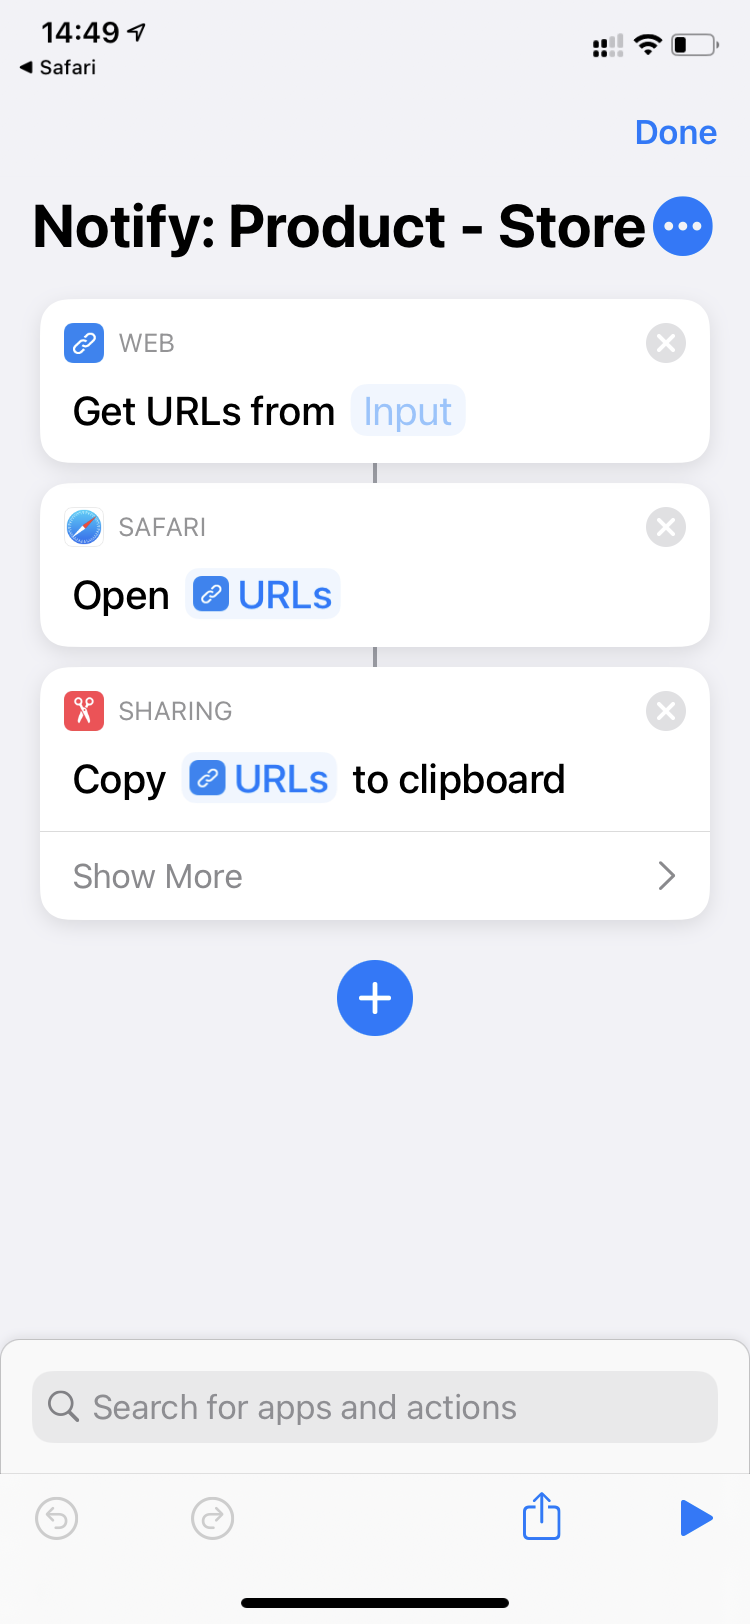 14:49
Safari
Done
Notify: Product - Store
WEB
Get URLs from Input
SAFARI
Open URLs
SHARING
Copy URLs to clipboard
Show More
Search for apps and actions